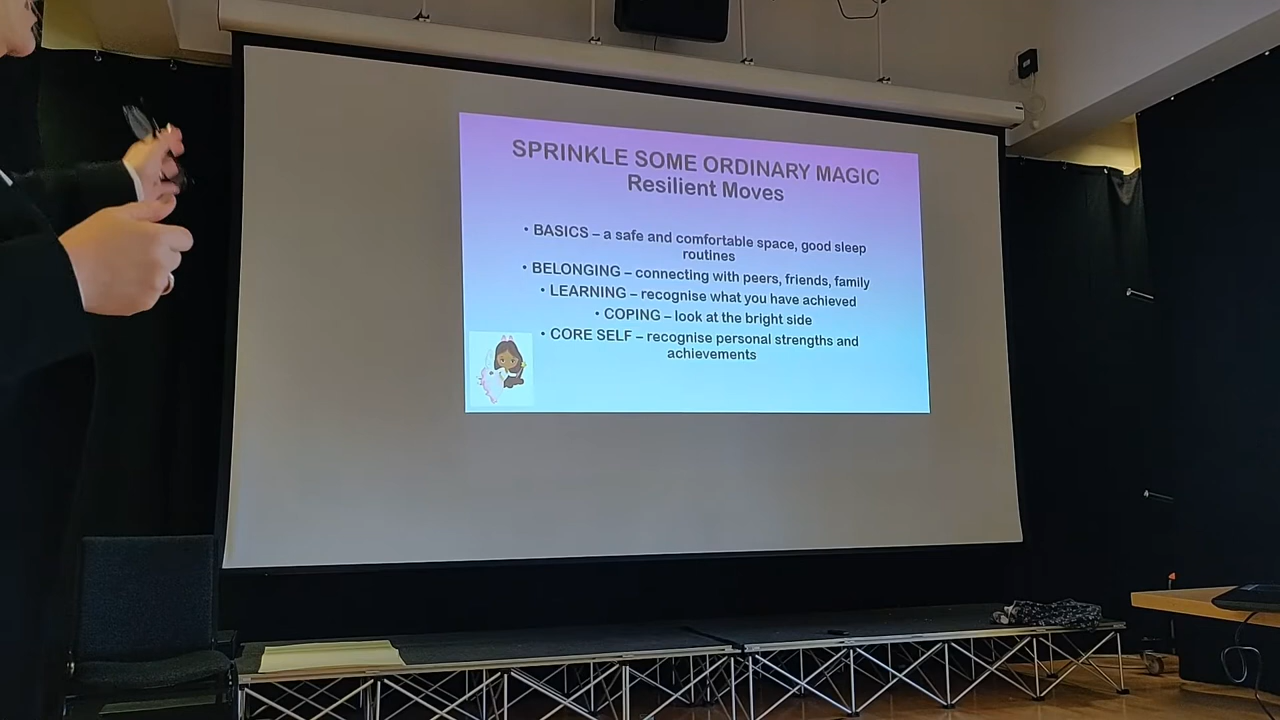 SPRINKLE SOME ORDINARY MAGIC
Resilient Moves
• BASICS – a safe and comfortable space, good sleep
routines
• BELONGING – connecting with peers, friends, family
• LEARNING – recognise what you have achieved
• COPING – look at the bright side
• CORE SELF – recognise personal strengths and
achievements